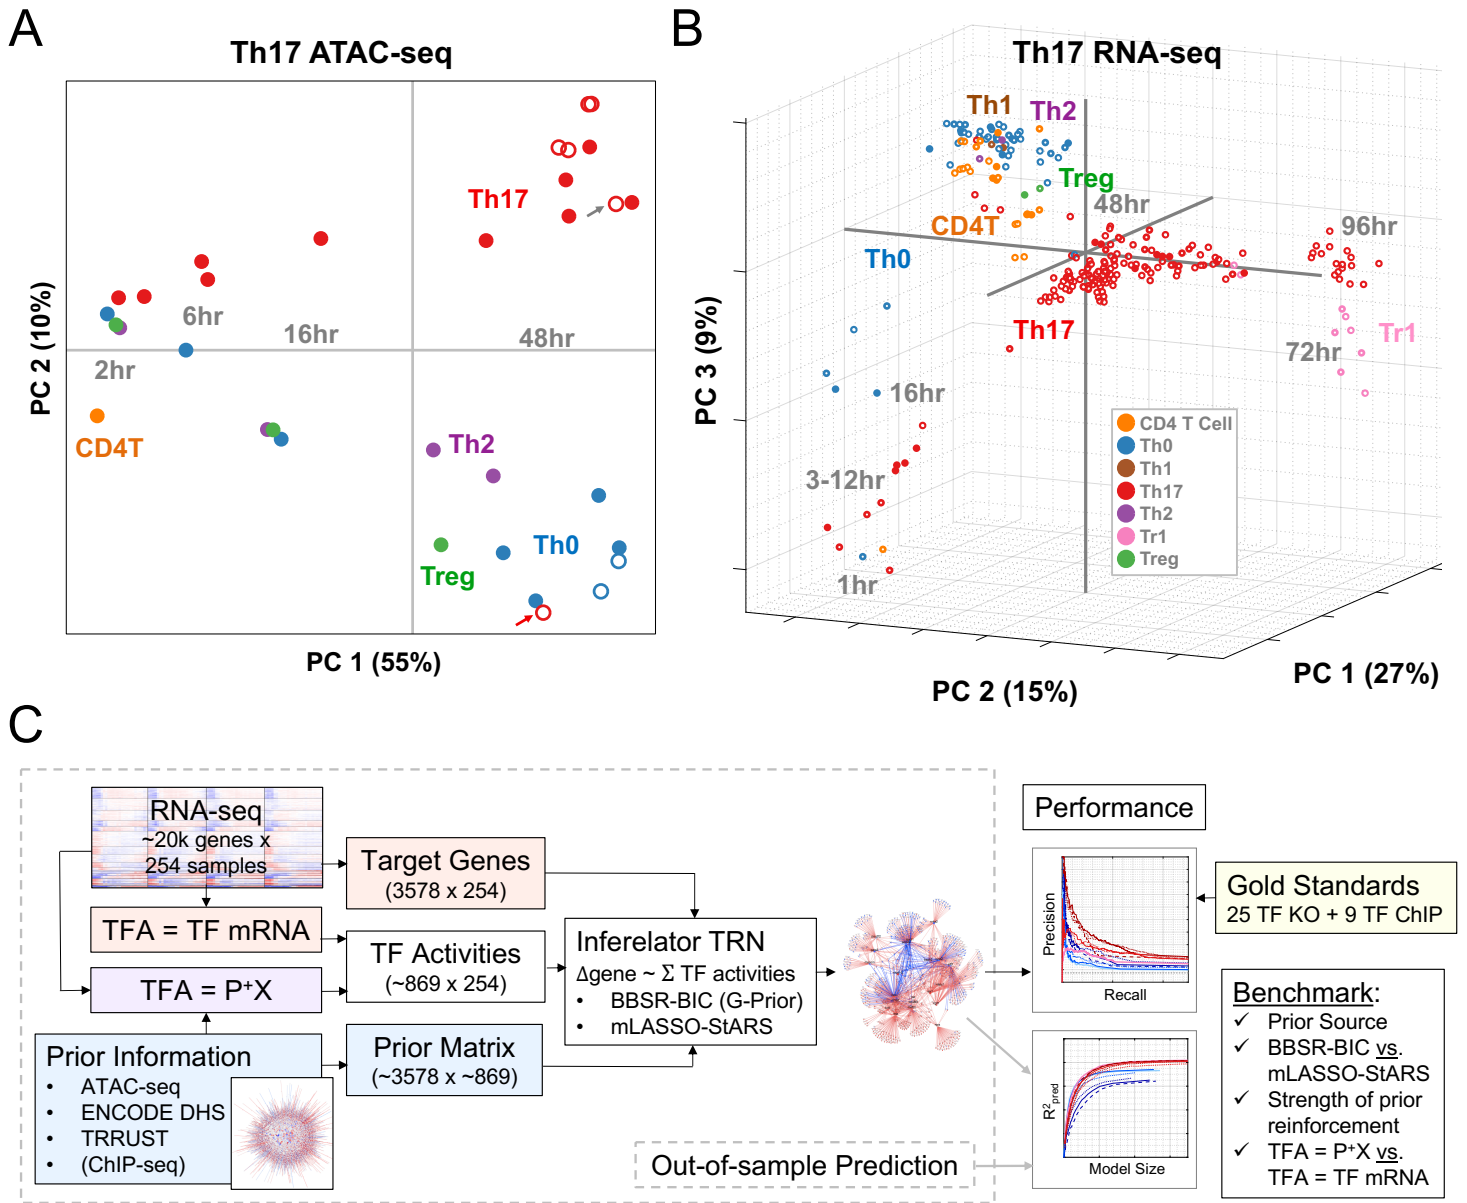 A
Th17 ATAC-seq
Th17
6hr
16hr
48hr
2hr
CD4T
Th2
Th0
Treg
PC 2 (10%)
PC 1 (55%)
B
Th17 RNA-seq
Th1
Th2
Treg
48hr
CD4T
96hr
Th0
Th17
Tr1
72hr
16hr
3-12hr
1hr
CD4 T Cell
Th0
Th1
Th17
Th2
Tr1
Treg
PC 3 (9%)
PC 2 (15%)
PC 1 (27%)
C
RNA-seq
~20k genes x
254 samples
Target Genes
(3578 x 254)
TFA = TF mRNA
TF Activities
(~869 x 254)
TFA = P⁺X
Prior Information
• ATAC-seq
• ENCODE DHS
• TRRUST
• (ChIP-seq)
Prior Matrix
(~3578 x ~869)
Inferelator TRN
Δgene ~ Σ TF activities
• BBSR-BIC (G-Prior)
• mLASSO-StARS
Performance
Precision
Recall
R²pred
Model Size
Out-of-sample Prediction
Gold Standards
25 TF KO + 9 TF ChIP
Benchmark:
✓ Prior Source
✓ BBSR-BIC vs.
mLASSO-StARS
✓ Strength of prior
reinforcement
✓ TFA = P⁺X vs.
TFA = TF mRNA